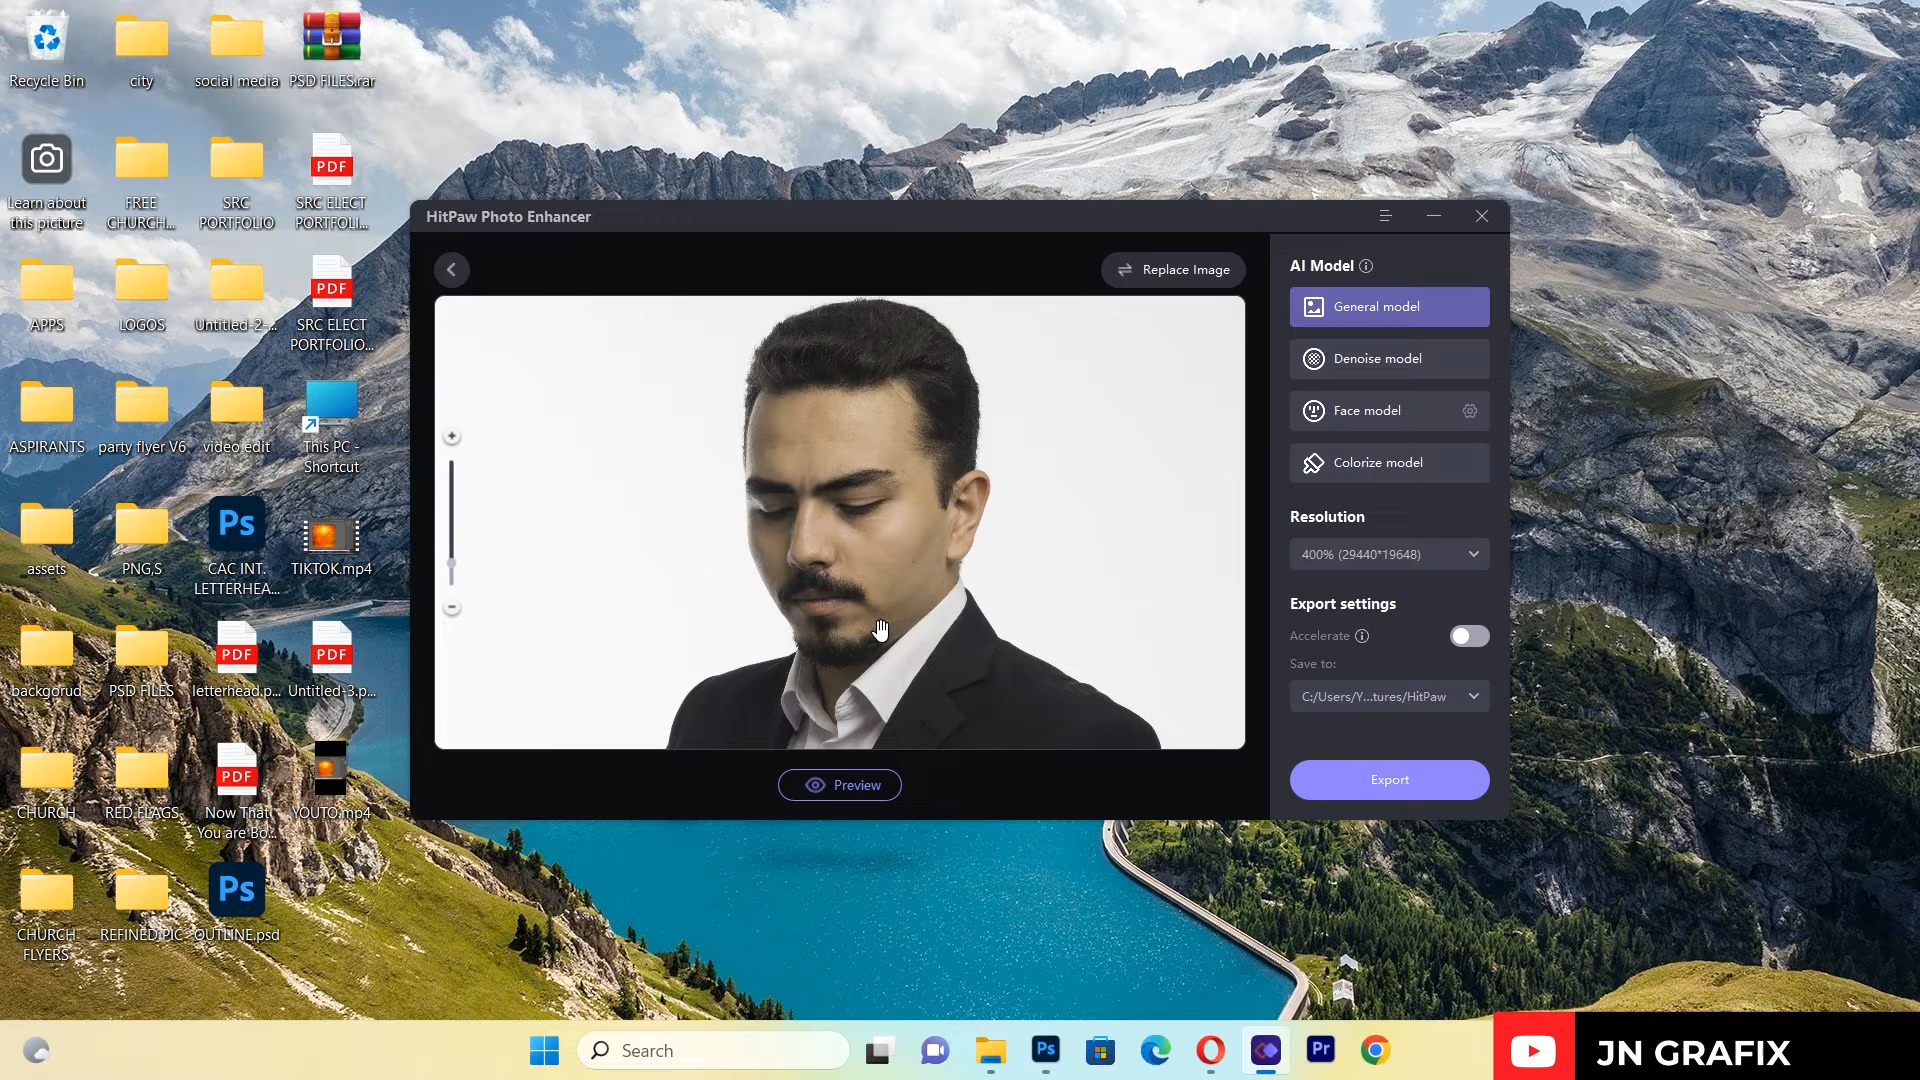 Recycle Bin
city
social media
PSD FILES.rar
Learn about
this picture
FREE
CHURCH...
SRC
PORTFOLIO
PDF
SRC ELECT
PORTFOLI...
APPS
LOGOS
Untitled-2-...
PDF
SRC ELECT
PORTFOLIO...
ASPIRANTS
party flyer V6
video edit
This PC -
Shortcut
assets
PNG,S
Ps
CAC INT.
LETTERHEA...
TIKTOK.mp4
backgorud
PSD FILES
PDF
letterhead.p...
PDF
Untitled-3.p...
CHURCH
RED FLAGS
PDF
Now That
You are Bo...
YOUTO.mp4
CHURCH
FLYERS
REFINED PIC
Ps
OUTLINE.psd
HitPaw Photo Enhancer
Replace Image
Preview
AI Model
General model
Denoise model
Face model
Colorize model
Resolution
400% (29440*19648)
Export settings
Accelerate
Save to:
C:/Users/Y...tures/HitPaw
Export
Search
Ps
Pr
JN GRAFIX